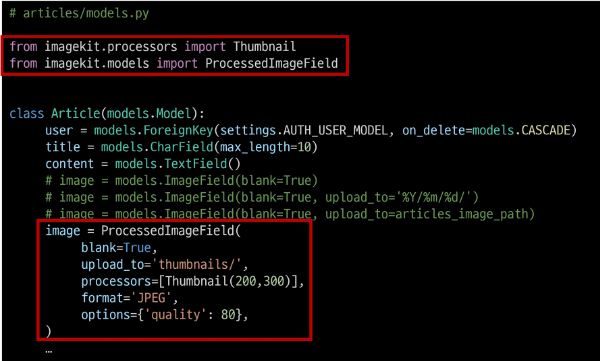 # articles/models.py
from imagekit.processors import Thumbnail
from imagekit.models import ProcessedImageField
class Article(models.Model):
    user = models.ForeignKey(settings.AUTH_USER_MODEL, on_delete=models.CASCADE)
    title = models.CharField(max_length=10)
    content = models.TextField()
    # image = models.ImageField(blank=True)
    # image = models.ImageField(blank=True, upload_to='%Y/%m/%d/')
    # image = models.ImageField(blank=True, upload_to=articles_image_path)
    image = ProcessedImageField(
        blank=True,
        upload_to='thumbnails/',
        processors=[Thumbnail(200,300)],
        format='JPEG',
        options={'quality': 80},
    )
    …